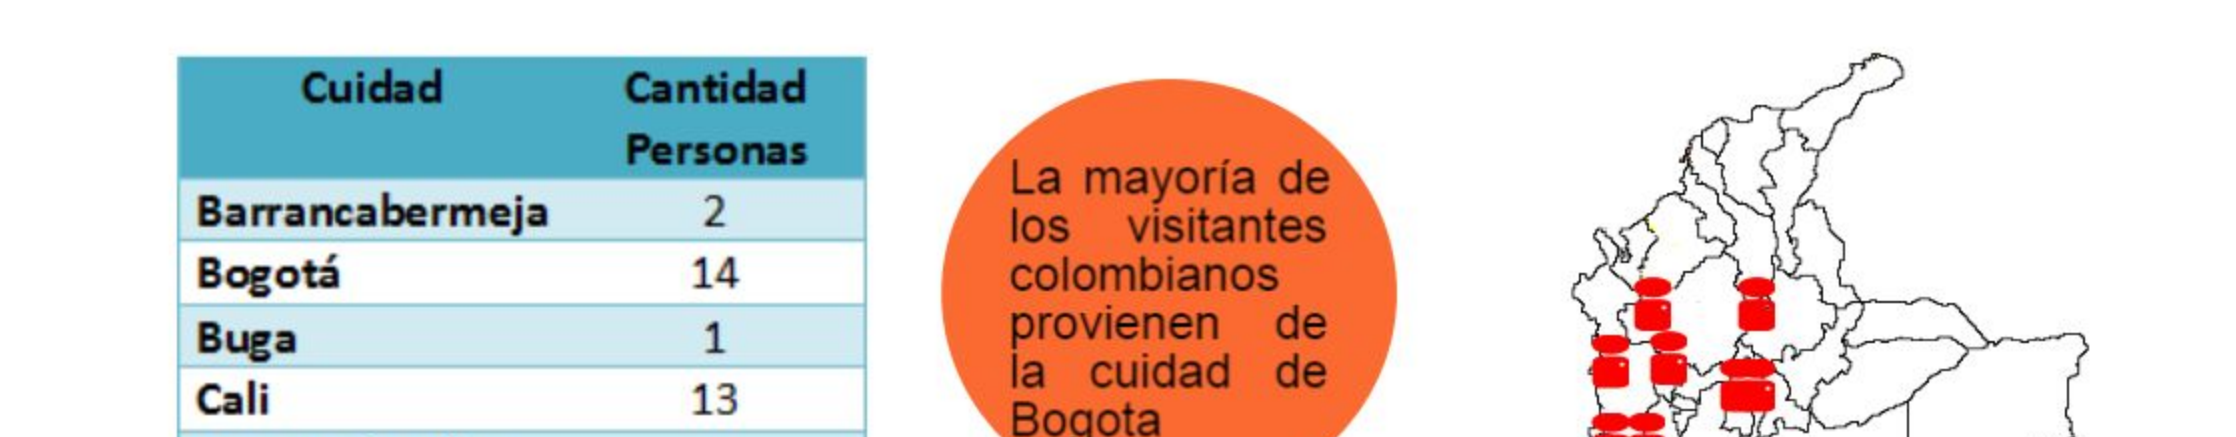 Cuidad Cantidad
Personas
Barrancabermeja 2
Bogotá 14
Buga 1
Cali 13
La mayoría de
los visitantes
colombianos
provienen de
la cuidad de
Bogota